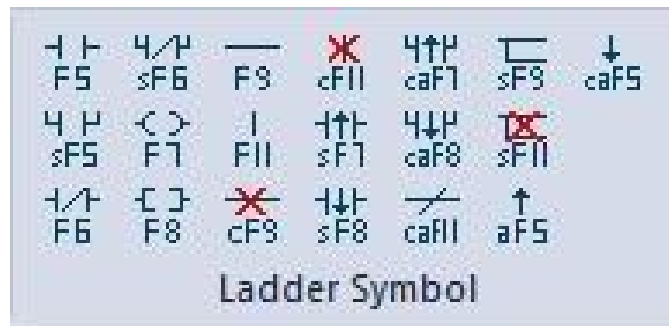 F5 sF6 F9 cF11 caF7 sF9 caF5
sF5 F7 F11 sF7 caF8 sF11
F6 F8 cF9 sF8 caF11 aF5
Ladder Symbol